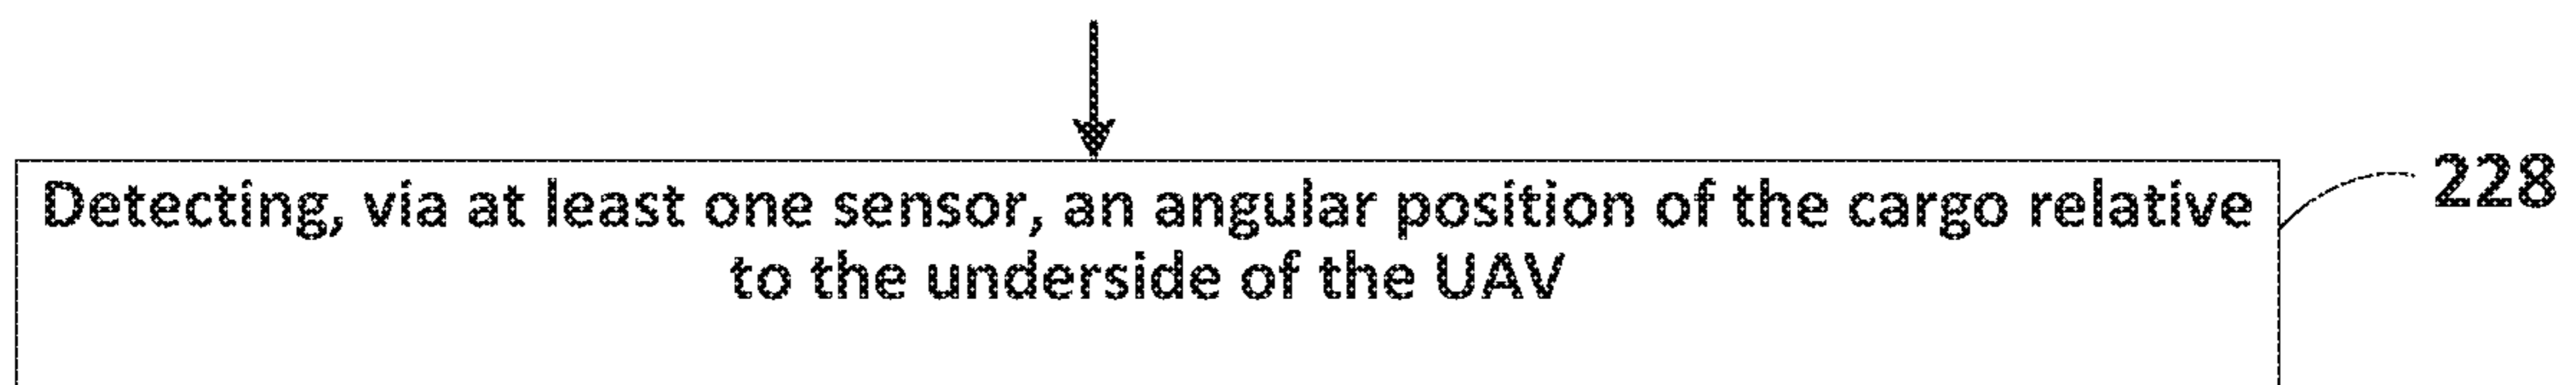 Detecting, via at least one sensor, an angular position of the cargo relative
to the underside of the UAV
228